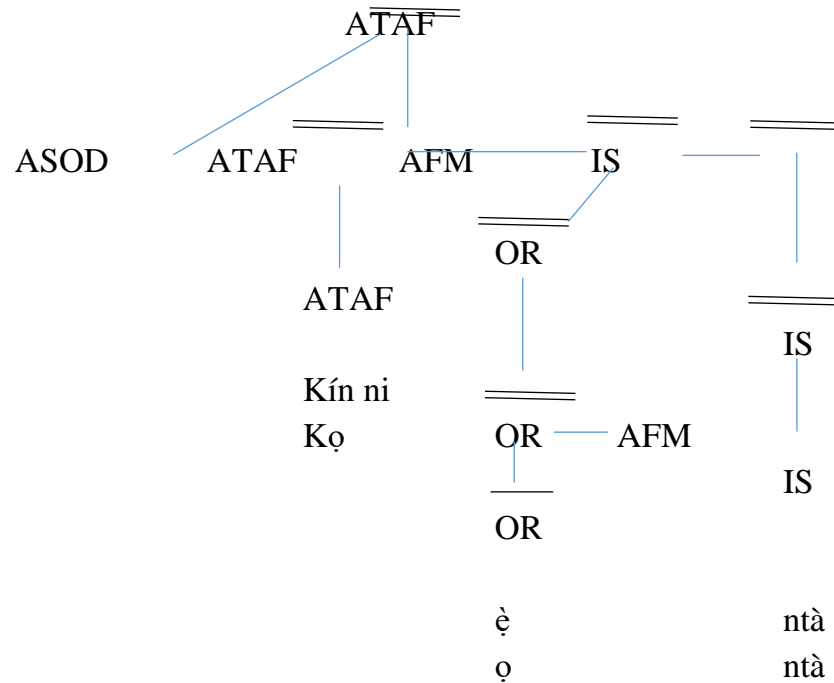 ATAF
ASOD ATAF AFM IS
OR
ATAF
IS
Kín ni
Kọ OR AFM
IS
OR
ẹ̀ ntà
ọ ntà